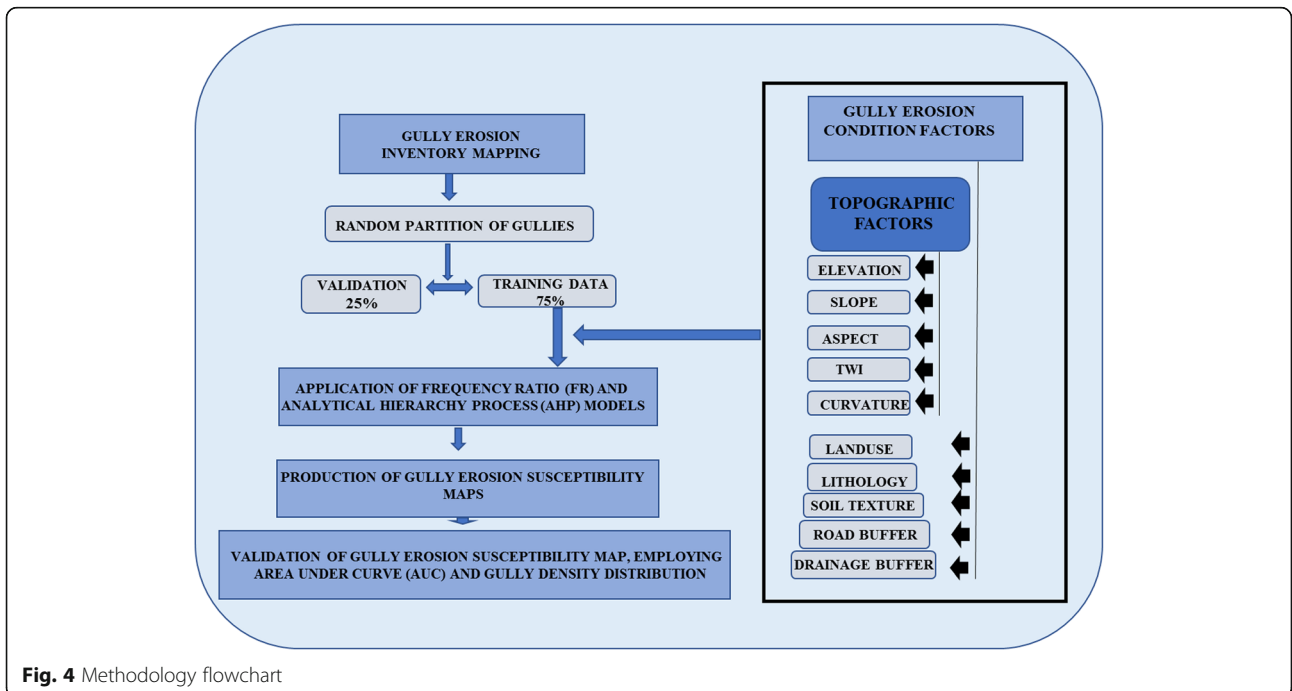 GULLY EROSION
INVENTORY MAPPING
RANDOM PARTITION OF GULLIES
VALIDATION
25%
TRAINING DATA
75%
APPLICATION OF FREQUENCY RATIO (FR) AND
ANALYTICAL HIERARCHY PROCESS (AHP) MODELS
PRODUCTION OF GULLY EROSION SUSCEPTIBILITY
MAPS
VALIDATION OF GULLY EROSION SUSCEPTIBILITY MAP, EMPLOYING
AREA UNDER CURVE (AUC) AND GULLY DENSITY DISTRIBUTION
GULLY EROSION
CONDITION FACTORS
TOPOGRAPHIC
FACTORS
ELEVATION
SLOPE
ASPECT
TWI
CURVATURE
LANDUSE
LITHOLOGY
SOIL TEXTURE
ROAD BUFFER
DRAINAGE BUFFER
Fig. 4 Methodology flowchart